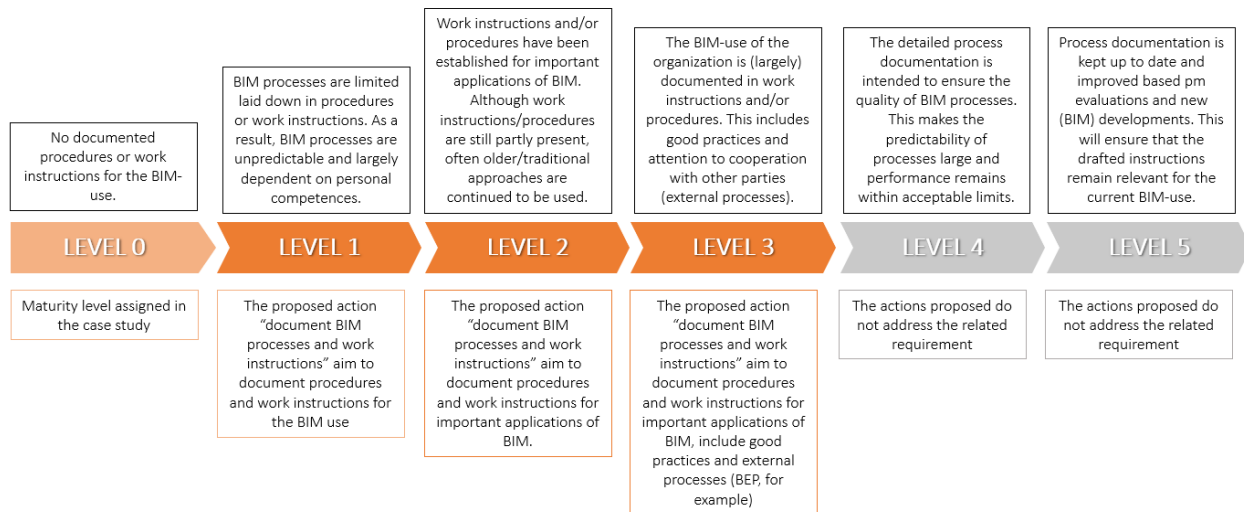 No documented
procedures or work
instructions for the BIM-
use.
BIM processes are limited
laid down in procedures
or work instructions. As a
result, BIM processes are
unpredictable and largely
dependent on personal
competences.
Work instructions and/or
procedures have been
established for important
applications of BIM.
Although work
instructions/procedures
are still partly present,
often older/traditional
approaches are
continued to be used.
The BIM-use of the
organization is (largely)
documented in work
instructions and/or
procedures. This includes
good practices and
attention to cooperation
with other parties
(external processes).
The detailed process
documentation is
intended to ensure the
quality of BIM processes.
This makes the
predictability of
processes large and
performance remains
within acceptable limits.
Process documentation is
kept up to date and
improved based pm
evaluations and new
(BIM) developments. This
will ensure that the
drafted instructions
remain relevant for the
current BIM-use.
LEVEL 0
LEVEL 1
LEVEL 2
LEVEL 3
LEVEL 4
LEVEL 5
Maturity level assigned in
the case study
The proposed action
“document BIM
processes and work
instructions” aim to
document procedures
and work instructions for
the BIM use
The proposed action
“document BIM
processes and work
instructions” aim to
document procedures
and work instructions for
important applications of
BIM.
The proposed action
“document BIM
processes and work
instructions” aim to
document procedures
and work instructions for
important applications of
BIM, include good
practices and external
processes (BEP, for
example)
The actions proposed do
not address the related
requirement
The actions proposed do
not address the related
requirement